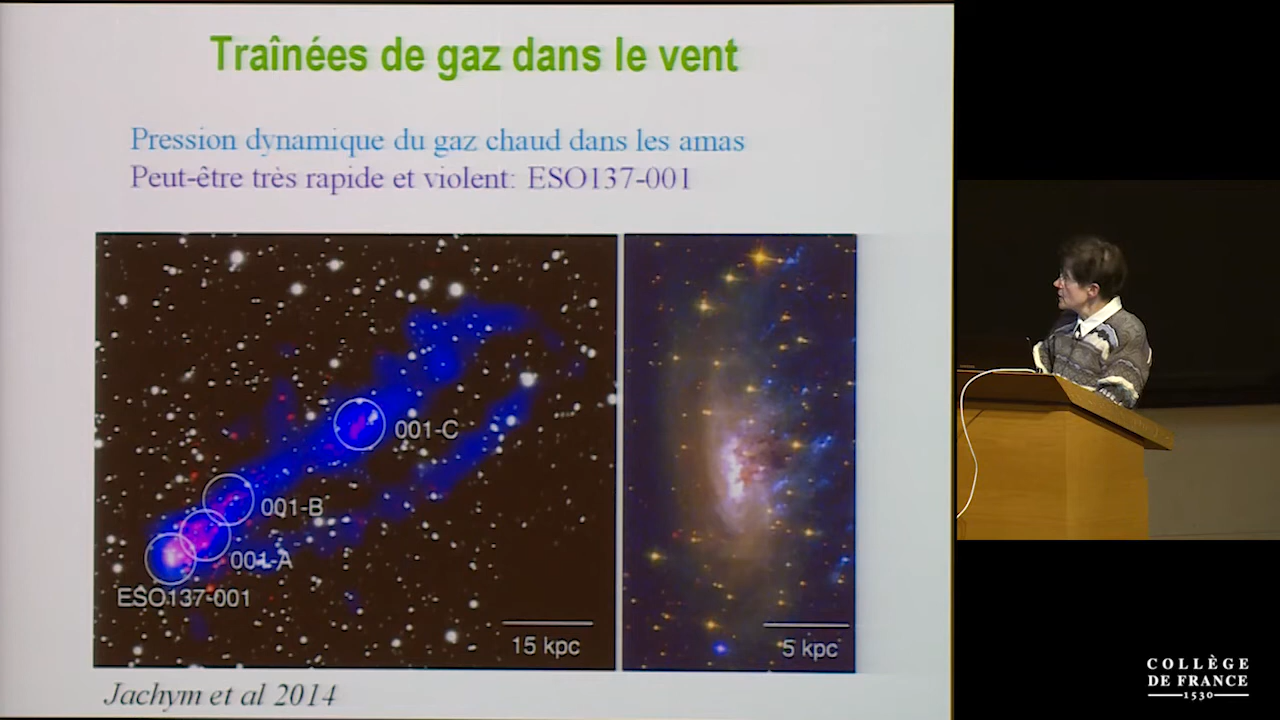 Traînées de gaz dans le vent
Pression dynamique du gaz chaud dans les amas
Peut-être très rapide et violent: ESO137-001
001-C
001-B
001-A
ESO137-001
15 kpc
5 kpc
Jachym et al 2014
COLLÈGE
DE FRANCE
1530